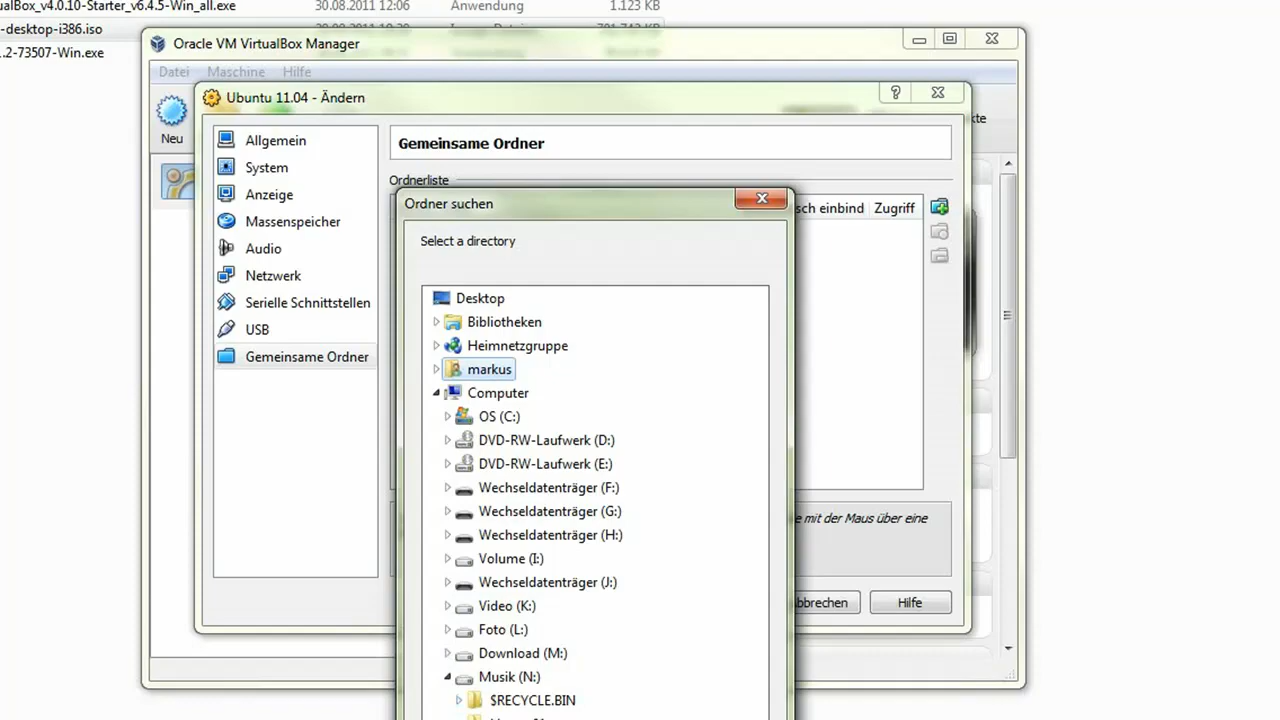 ualBox_v4.0.10-Starter_v6.4.5-Win_all.exe 30.08.2011 12:06 Anwendung 1.123 KB
-desktop-i386.iso
.2-73507-Win.exe
Oracle VM VirtualBox Manager
Datei Maschine Hilfe
Ubuntu 11.04 - Ändern
Neu
kte
Allgemein
System
Anzeige
Massenspeicher
Audio
Netzwerk
Serielle Schnittstellen
USB
Gemeinsame Ordner
Gemeinsame Ordner
Ordnerliste
sch einbind Zugriff
Ordner suchen
Select a directory
Desktop
Bibliotheken
Heimnetzgruppe
markus
Computer
OS (C:)
DVD-RW-Laufwerk (D:)
DVD-RW-Laufwerk (E:)
Wechseldatenträger (F:)
Wechseldatenträger (G:)
Wechseldatenträger (H:)
Volume (I:)
Wechseldatenträger (J:)
Video (K:)
Foto (L:)
Download (M:)
Musik (N:)
$RECYCLE.BIN
e mit der Maus über eine
bbrechen
Hilfe